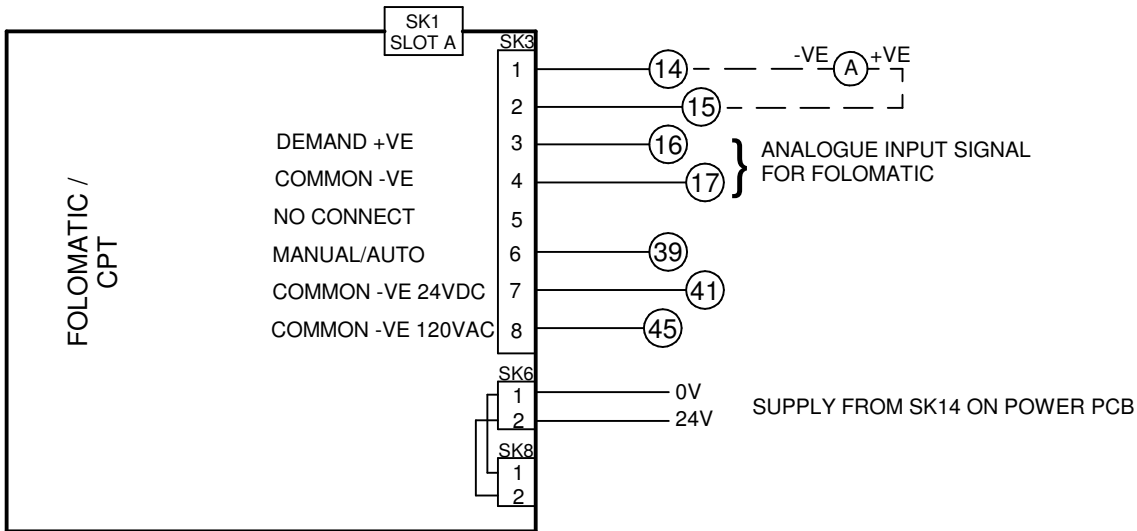 SK1
SLOT A
SK3
1 14 -VE A +VE
2 15
DEMAND +VE 3 16
COMMON -VE 4 17
ANALOGUE INPUT SIGNAL
FOR FOLOMATIC
NO CONNECT 5
MANUAL/AUTO 6 39
COMMON -VE 24VDC 7 41
COMMON -VE 120VAC 8 45
FOLOMATIC /
CPT
SK6
1 0V
2 24V
SUPPLY FROM SK14 ON POWER PCB
SK8
1
2